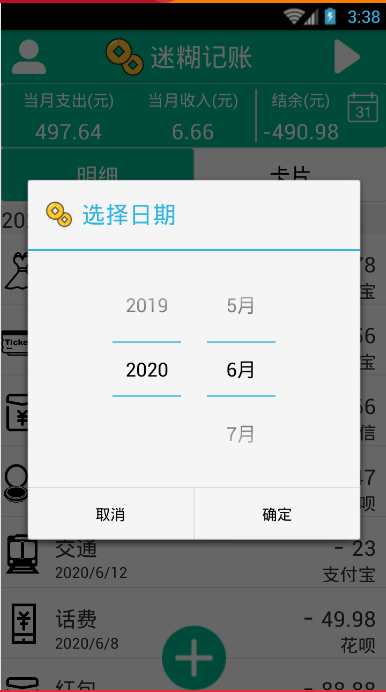 3:38
迷糊记账
当月支出(元) 当月收入(元) 结余(元)
497.64 6.66 -490.98 31
明细 卡片
202
选择日期
2019 5月
2020 6月
7月
取消 确定
8
宝
Ticke
56
宝
56
信
47
呗
交通 - 23
2020/6/12 支付宝
话费 - 49.98
2020/6/8 花呗
红包 - 88.88